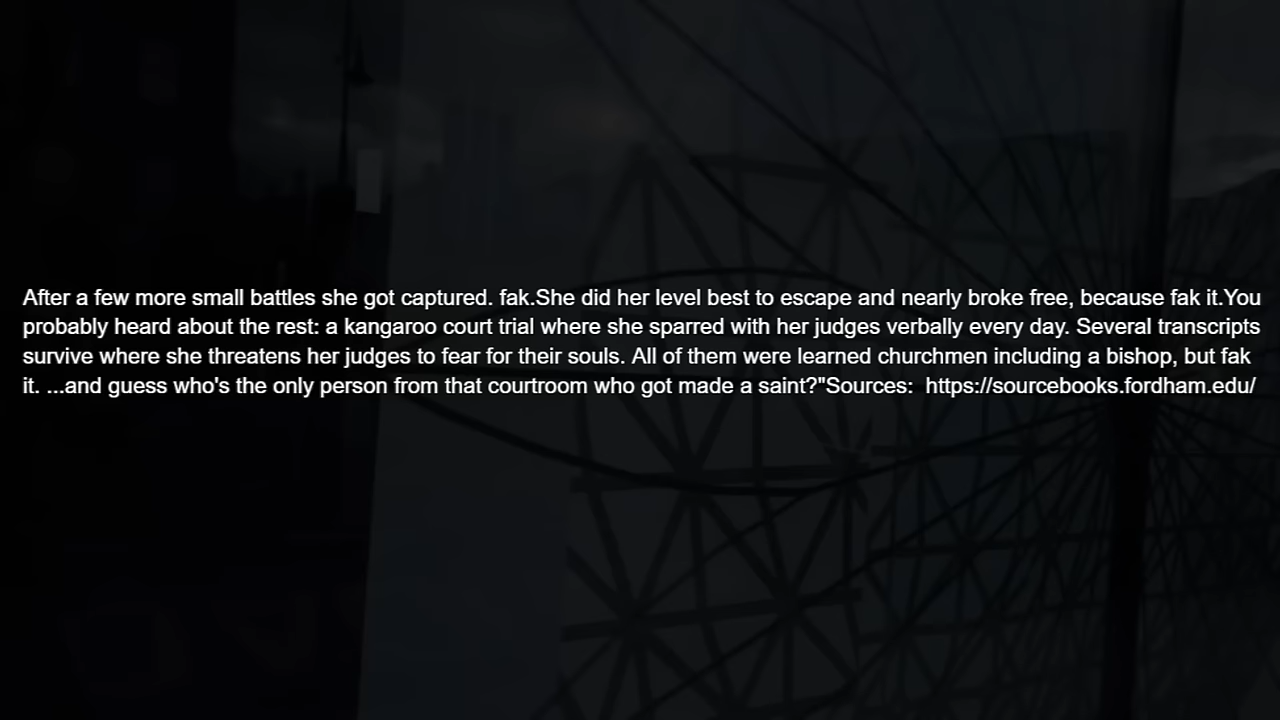 After a few more small battles she got captured. fak.She did her level best to escape and nearly broke free, because fak it.You
probably heard about the rest: a kangaroo court trial where she sparred with her judges verbally every day. Several transcripts
survive where she threatens her judges to fear for their souls. All of them were learned churchmen including a bishop, but fak
it. ...and guess who's the only person from that courtroom who got made a saint?"Sources:  https://sourcebooks.fordham.edu/